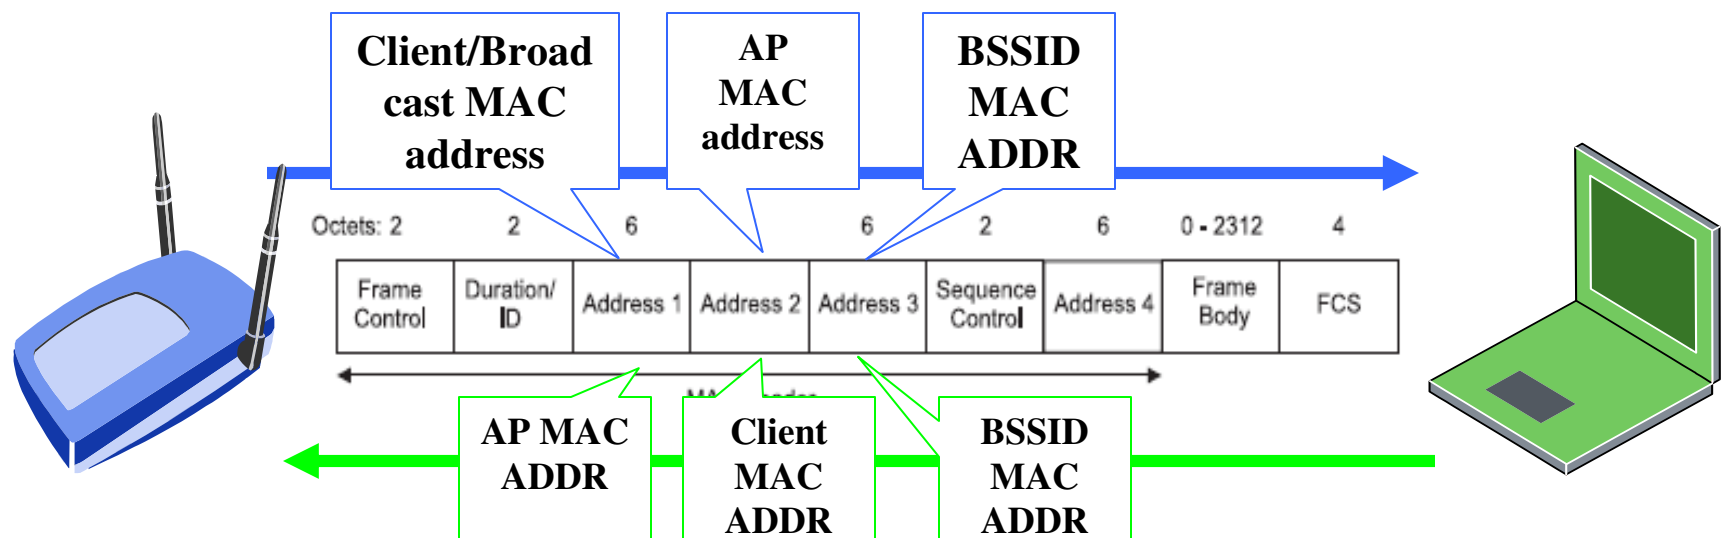 Client/Broad
cast MAC
address
AP
MAC
address
BSSID
MAC
ADDR
Octets: 2 2 6 6 2 6 0 - 2312 4
Frame
Control
Duration/
ID
Address 1
Address 2
Address 3
Sequence
Control
Address 4
Frame
Body
FCS
AP MAC
ADDR
Client
MAC
ADDR
BSSID
MAC
ADDR